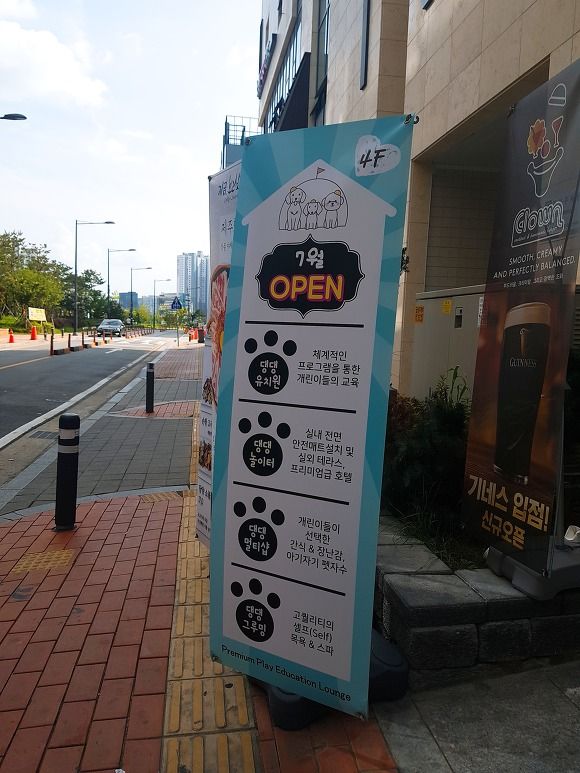 4F
7월
OPEN
댕댕
유치원
체계적인
프로그램을 통한
개린이들의 교육
댕댕
놀이터
실내 전면
안전매트설치 및
실외 테라스,
프리미엄급 호텔
댕댕
멀티샵
개린이들이
선택한
간식 & 장난감,
아기자기 팻자수
댕댕
그루밍
고퀄리티의
셀프(Self)
목욕 & 스파
Premium Play Education Lounge
Clown
SMOOTH, CREAMY
AND PERFECTLY BALANCED
GUINNESS
기네스 입점!
신규오픈